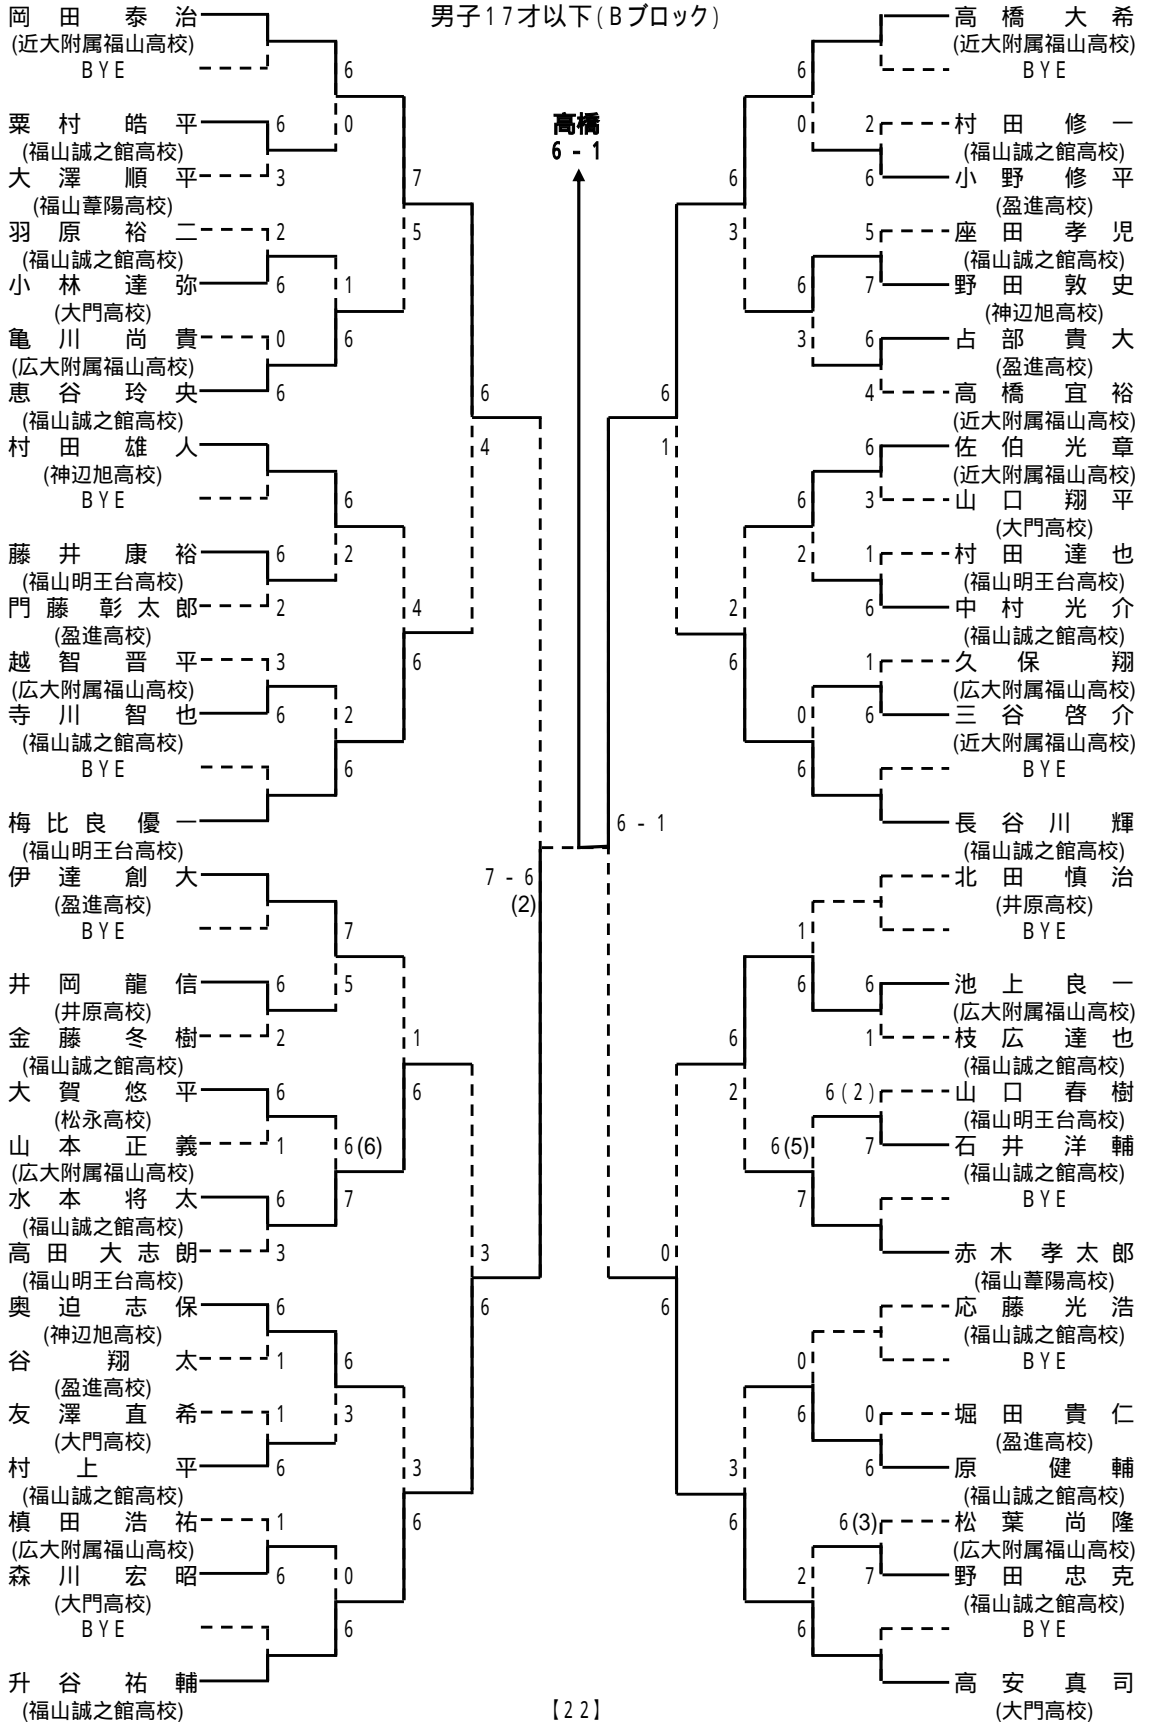 男子17才以下(Bブロック)
岡田 泰治
(近大附属福山高校)
BYE
6
粟村 皓平 6
0
(福山誠之館高校)
大澤 順平 3
7
(福山葦陽高校)
羽原 裕二 2
5
(福山誠之館高校)
小林 達弥 6
1
(大門高校)
亀川 尚貴 0
6
(広大附属福山高校)
恵谷 玲央 6
6
(福山誠之館高校)
村田 雄人
4
(神辺旭高校)
BYE
6
藤井 康裕 6
2
(福山明王台高校)
門藤 彰太郎 2
4
(盈進高校)
越智 晋平 3
6
(広大附属福山高校)
寺川 智也 6
2
(福山誠之館高校)
BYE
6
梅比良 優一
(福山明王台高校)
伊達 創大
7-6
(2)
(盈進高校)
BYE
7
井岡 龍信 6
5
(井原高校)
金藤 冬樹 2
1
(福山誠之館高校)
大賀 悠平 6
6
(松永高校)
山本 正義 1
6(6)
(広大附属福山高校)
水本 将太 6
7
(福山誠之館高校)
高田 大志朗 3
3
(福山明王台高校)
奥迫 志保 6
6
(神辺旭高校)
谷 翔太 1
6
(盈進高校)
友澤 直希 1
3
(大門高校)
村上 平 6
3
(福山誠之館高校)
槙田 浩祐 1
6
(広大附属福山高校)
森川 宏昭 6
0
(大門高校)
BYE
6
升谷 祐輔
(福山誠之館高校)
高橋
6-1
6-1
高橋 大希
(近大附属福山高校)
6
BYE
0
2 村田 修一
(福山誠之館高校)
6
6 小野 修平
(盈進高校)
3
5 座田 孝児
(福山誠之館高校)
6
7 野田 敦史
(神辺旭高校)
3
6 占部 貴大
(盈進高校)
6
4 高橋 宜裕
(近大附属福山高校)
1
6 佐伯 光章
(近大附属福山高校)
6
3 山口 翔平
(大門高校)
2
1 村田 達也
(福山明王台高校)
2
6 中村 光介
(福山誠之館高校)
6
1 久保 翔
(広大附属福山高校)
0
6 三谷 啓介
(近大附属福山高校)
6
BYE
長谷川 輝
(福山誠之館高校)
北田 慎治
(井原高校)
1
BYE
6
6 池上 良一
(広大附属福山高校)
6
1 枝広 達也
(福山誠之館高校)
2
6(2) 山口 春樹
(福山明王台高校)
6(5)
7 石井 洋輔
(福山誠之館高校)
7
BYE
0
赤木 孝太郎
(福山葦陽高校)
6
応藤 光浩
(福山誠之館高校)
0
BYE
6
0 堀田 貴仁
(盈進高校)
3
6 原 健輔
(福山誠之館高校)
6
6(3) 松葉 尚隆
(広大附属福山高校)
2
7 野田 忠克
(福山誠之館高校)
6
BYE
高安 真司
(大門高校)
【22】